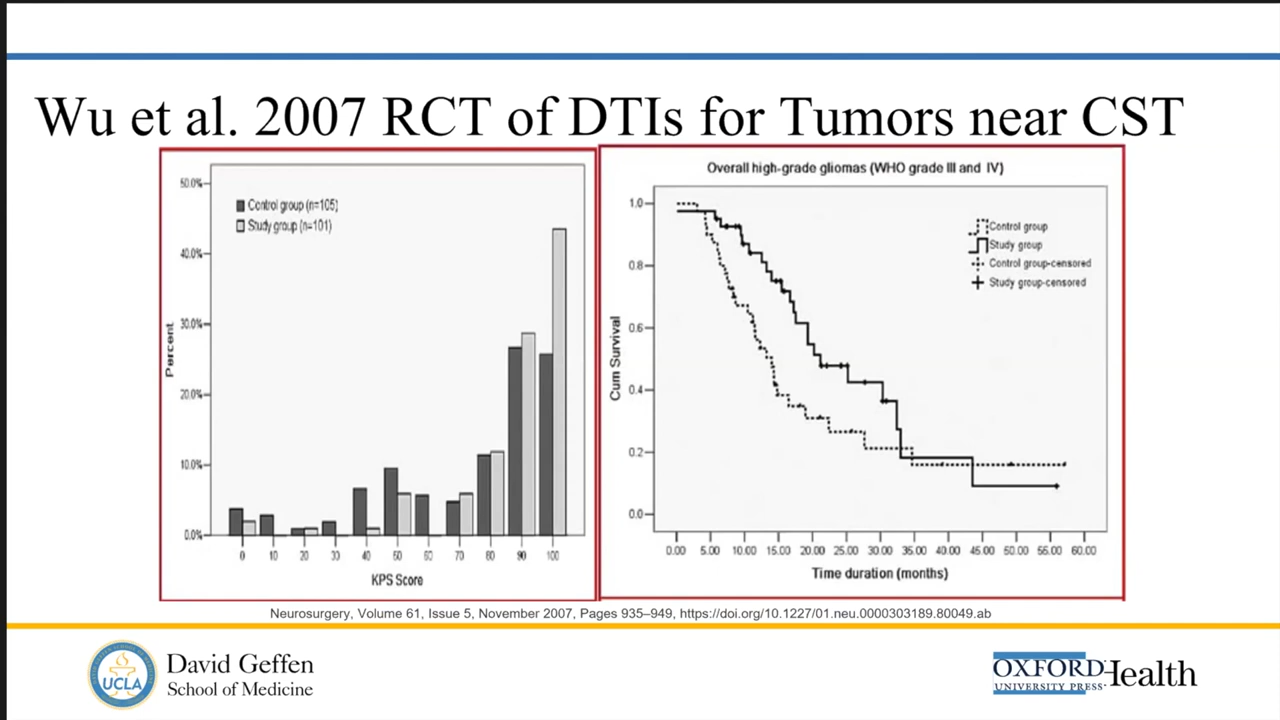 Wu et al. 2007 RCT of DTIs for Tumors near CST
50.0%
40.0%
30.0%
20.0%
10.0%
0.0%
Percent
Control group (n=105)
Study group (n=101)
0 10 20 30 40 50 60 70 80 90 100
KPS Score
Overall high-grade gliomas (WHO grade III and IV)
1.0
0.8
0.6
0.4
0.2
0.0
Cum Survival
Control group
Study group
Control group-censored
Study group-censored
0.00 5.00 10.00 15.00 20.00 25.00 30.00 35.00 40.00 45.00 50.00 55.00 60.00
Time duration (months)
Neurosurgery, Volume 61, Issue 5, November 2007, Pages 935–949, https://doi.org/10.1227/01.neu.0000303189.80049.ab
UCLA
David Geffen
School of Medicine
OXFORD
UNIVERSITY PRESS
Health